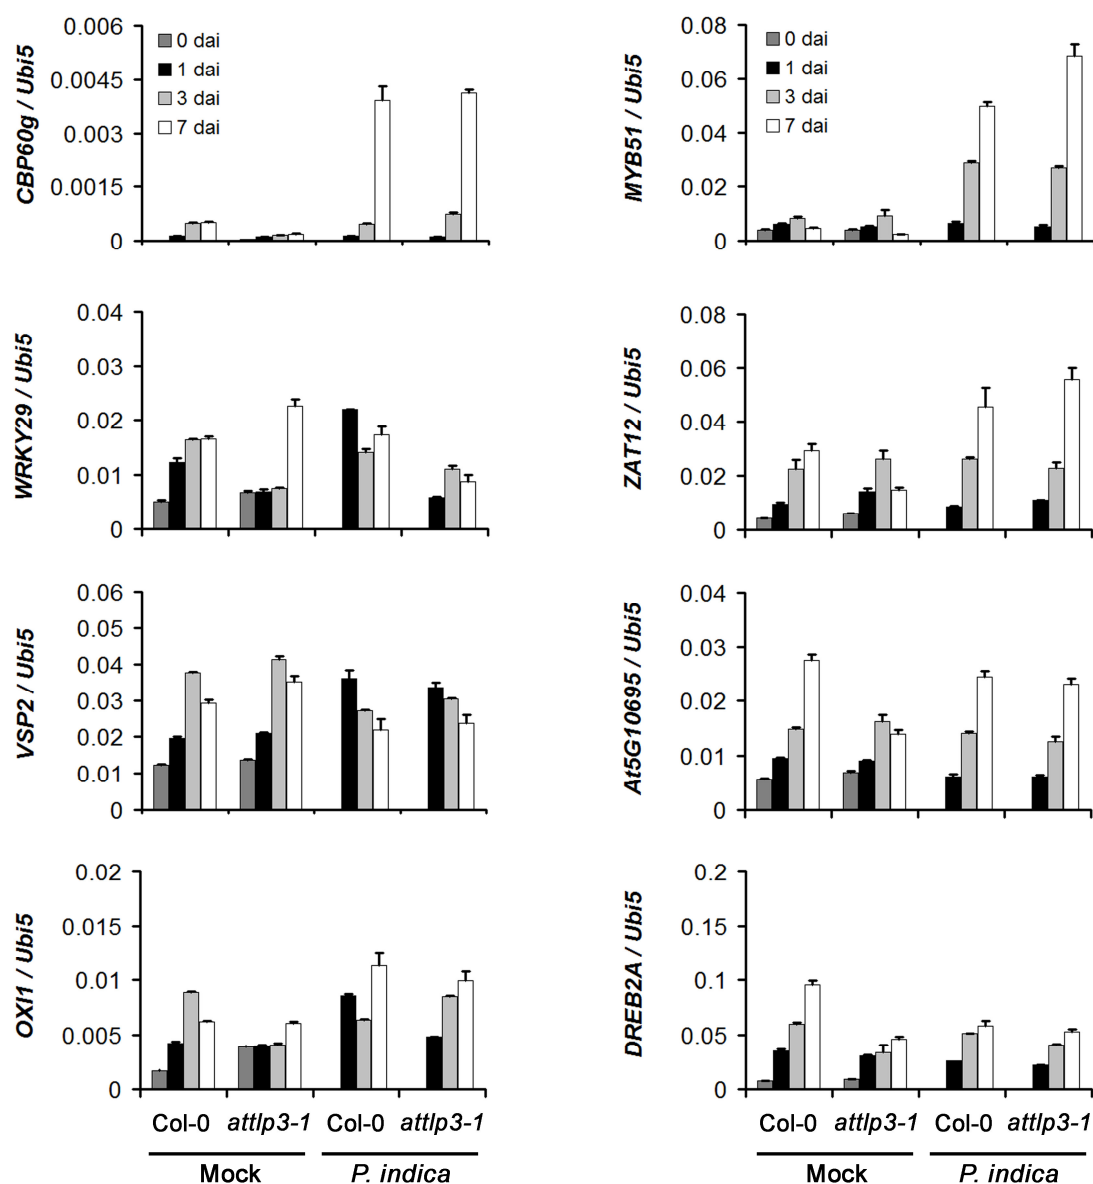 CBP60g / Ubi5
0.006
0.0045
0.003
0.0015
0
0 dai
1 dai
3 dai
7 dai
MYB51 / Ubi5
0.08
0.06
0.04
0.02
0
0 dai
1 dai
3 dai
7 dai
WRKY29 / Ubi5
0.04
0.03
0.02
0.01
0
ZAT12 / Ubi5
0.08
0.06
0.04
0.02
0
VSP2 / Ubi5
0.06
0.05
0.04
0.03
0.02
0.01
0
At5G10695 / Ubi5
0.04
0.03
0.02
0.01
0
OXI1 / Ubi5
0.02
0.015
0.01
0.005
0
DREB2A / Ubi5
0.2
0.15
0.1
0.05
0
Col-0 attlp3-1 Col-0 attlp3-1
Mock P. indica
Col-0 attlp3-1 Col-0 attlp3-1
Mock P. indica